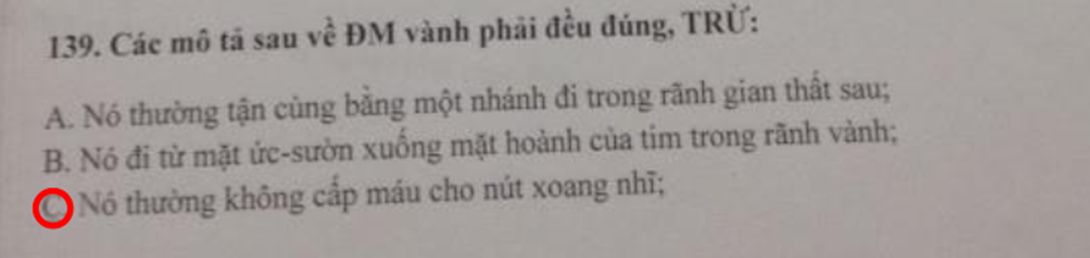 139. Các mô tả sau về ĐM vành phải đều đúng, TRỪ:
A. Nó thường tận cùng bằng một nhánh đi trong rãnh gian thất sau;
B. Nó đi từ mặt ức-sườn xuống mặt hoành của tim trong rãnh vành;
C. Nó thường không cấp máu cho nút xoang nhĩ;